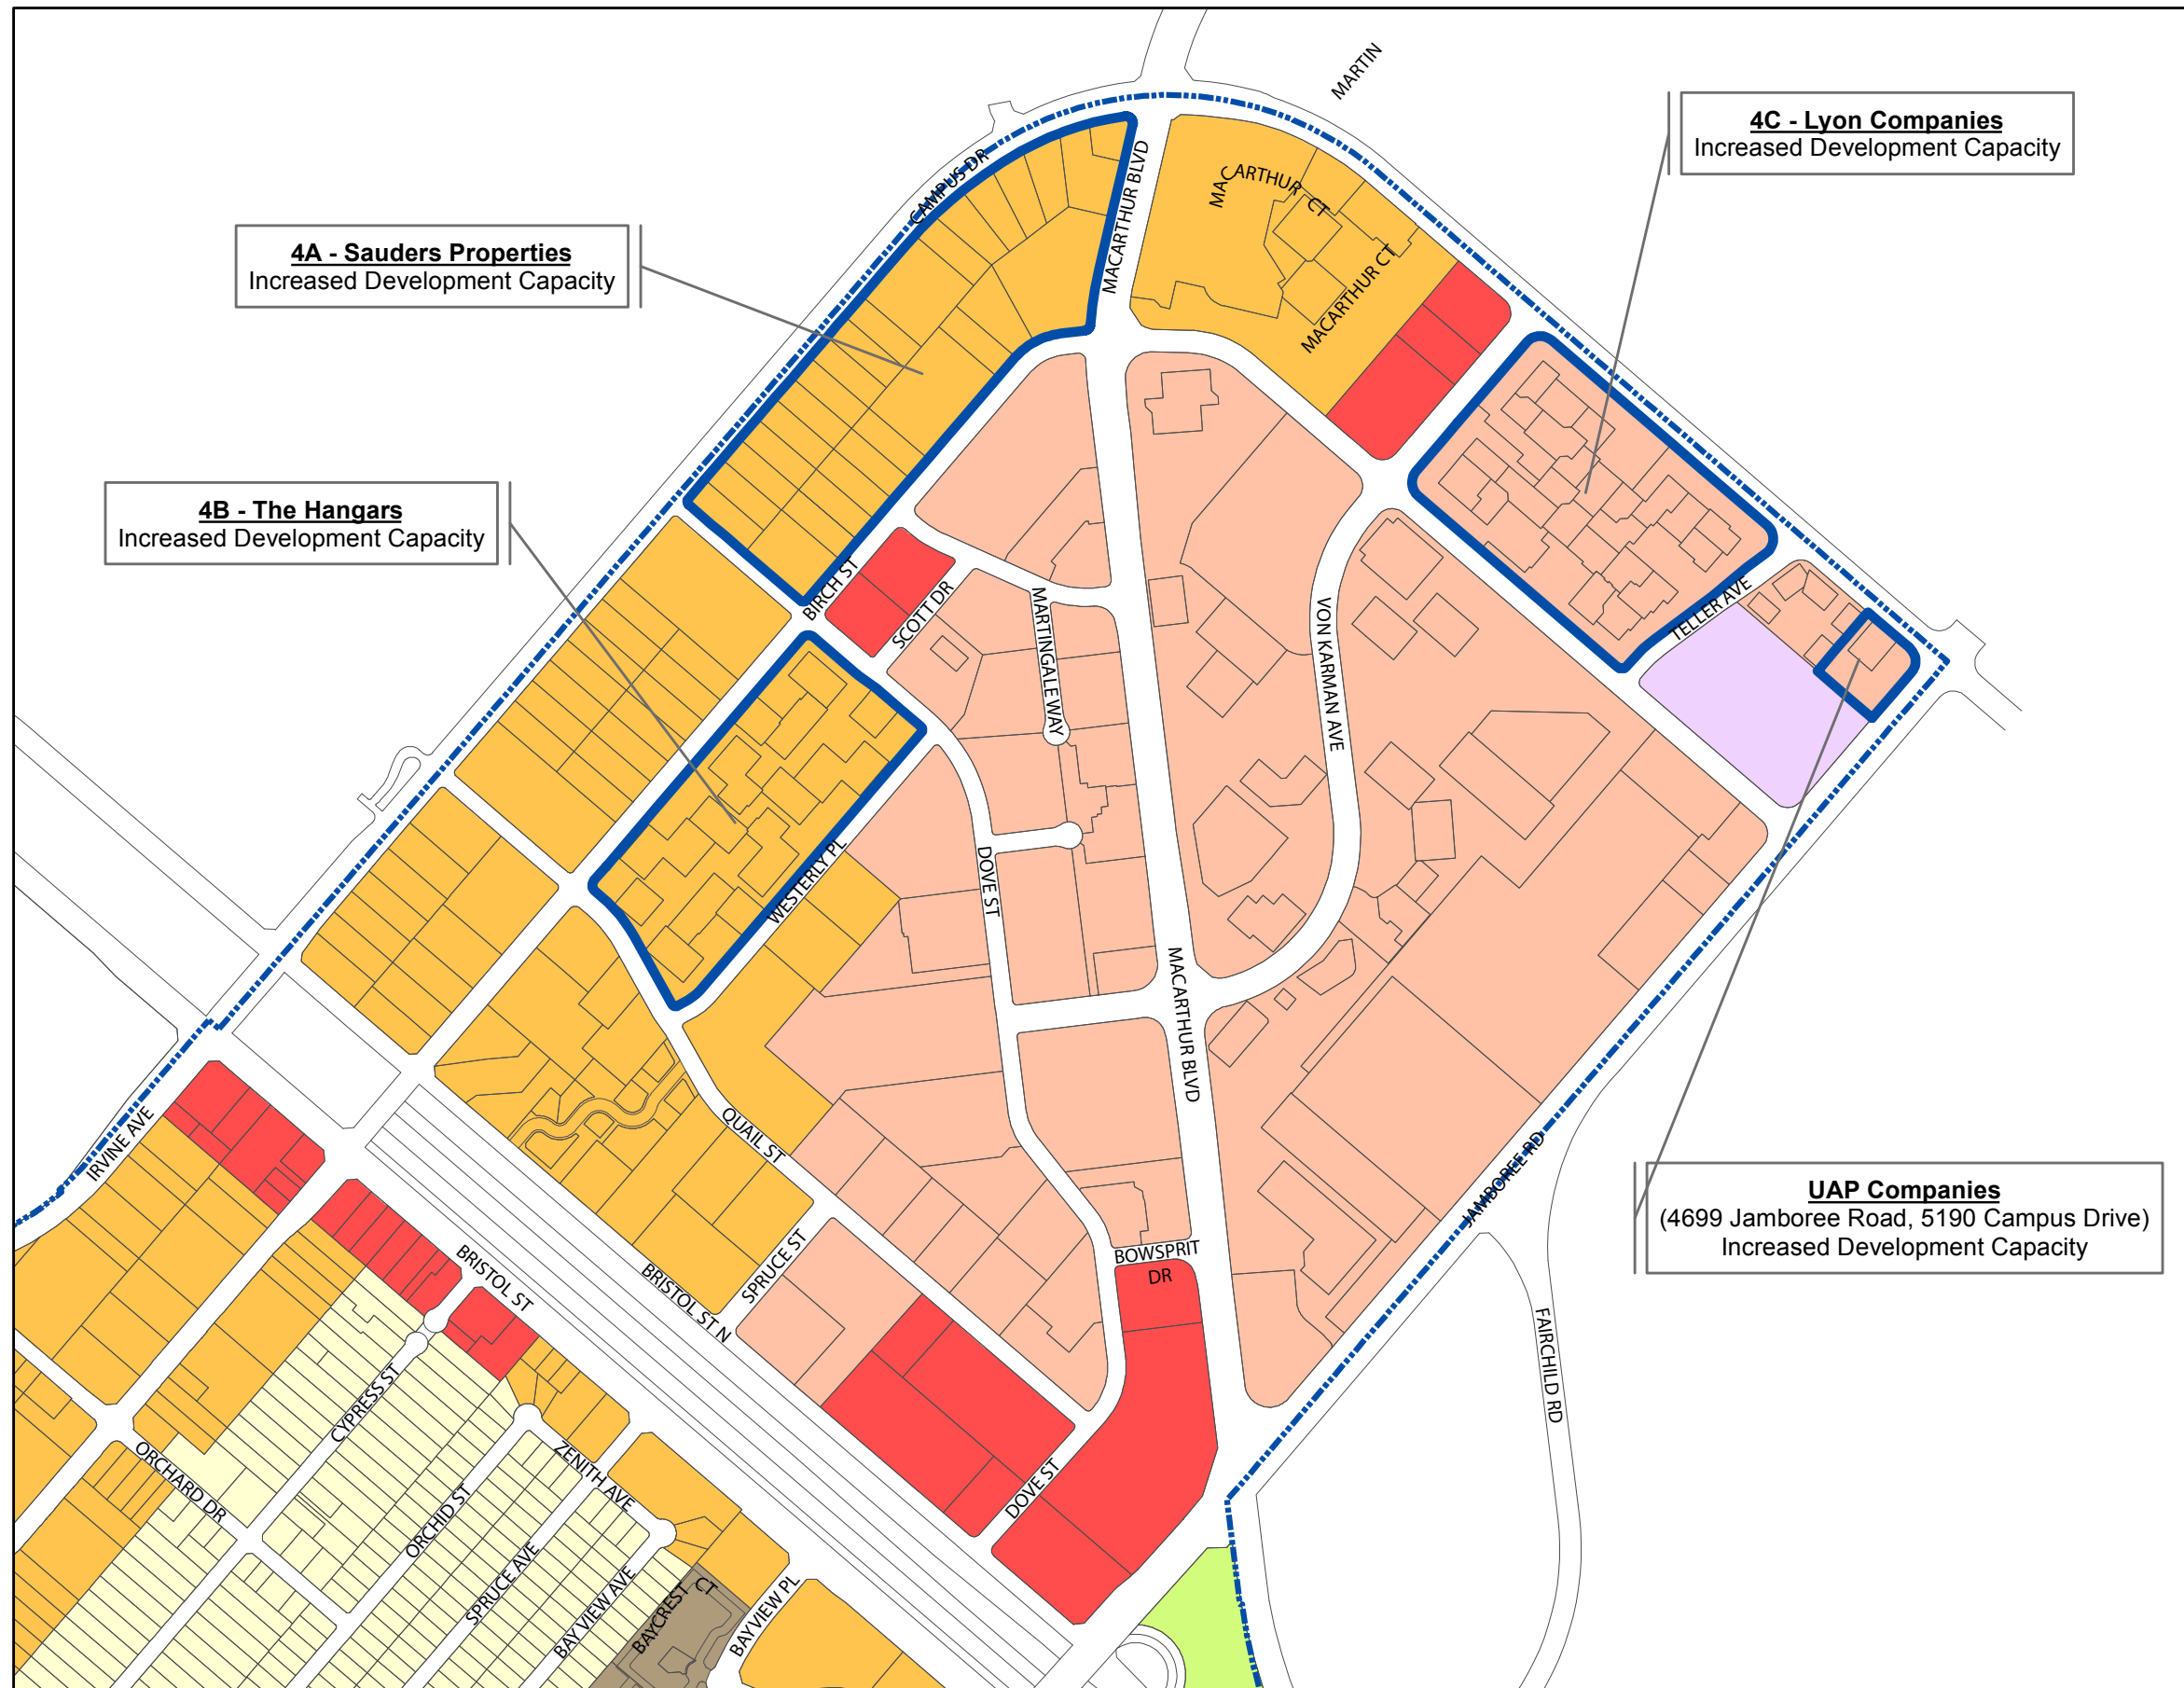 MARTIN
4C - Lyon Companies
Increased Development Capacity
CAMPUS DR
MACARTHUR BLVD
MACARTHUR CT
MACARTHUR CT
4A - Sauders Properties
Increased Development Capacity
4B - The Hangars
Increased Development Capacity
BIRCH ST
SCOTT DR
MARTINGALE WAY
VON KARMAN AVE
TELLER AVE
WESTERLY PL
DOVE ST
MACARTHUR BLVD
IRVINE AVE
QUAIL ST
JAMBOREE RD
UAP Companies
(4699 Jamboree Road, 5190 Campus Drive)
Increased Development Capacity
BRISTOL ST
BRISTOL ST N
SPRUCE ST
BOWSPRIT
DR
FAIRCHILD RD
CYPRESS ST
ORCHARD DR
ORCHID ST
ZENITH AVE
DOVE ST
SPRUCE AVE
BAYVIEW AVE
BAYCREST CT
BAYVIEW PL